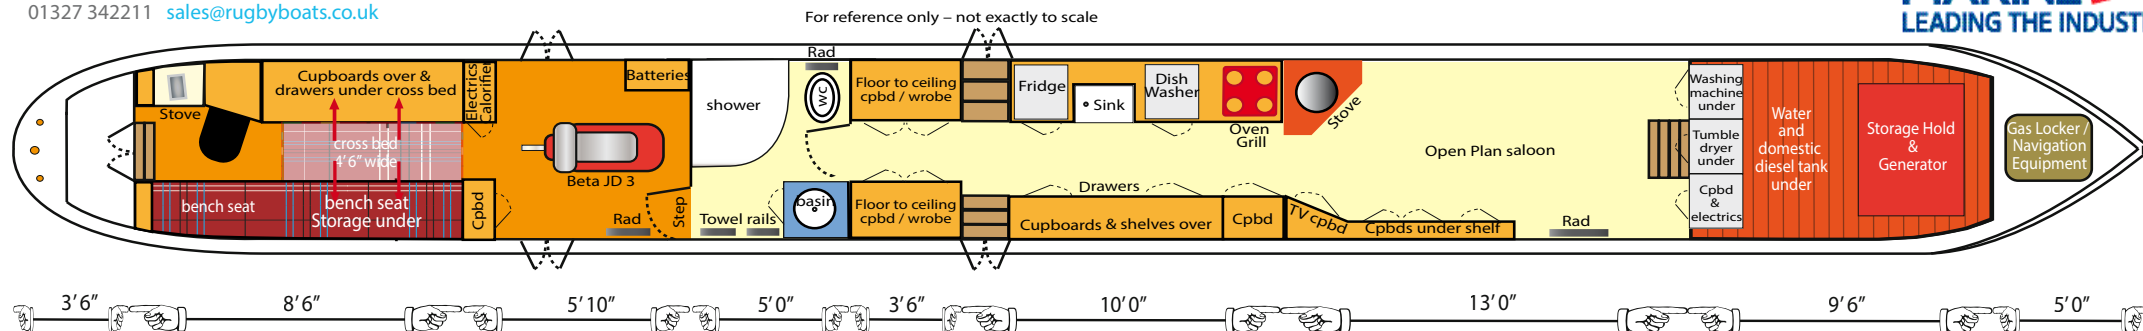 01327 342211 sales@rugbyboats.co.uk
For reference only – not exactly to scale
LEADING THE INDUST
Stove
Cupboards over &
drawers under cross bed
Electrics
Calorifier
cross bed
4'6" wide
bench seat
bench seat
Storage under
Cpbd
Beta JD 3
Batteries
Rad
Step
shower
Rad
WC
Towel rails
basin
Floor to ceiling
cpbd / wrobe
Floor to ceiling
cpbd / wrobe
Fridge
Sink
Dish
Washer
Oven
Grill
Stove
Drawers
Cupboards & shelves over
Cpbd
TV cpbd
Cpbds under shelf
Open Plan saloon
Rad
Washing
machine
under
Tumble
dryer
under
Cpbd
&
electrics
Water
and
domestic
diesel tank
under
Storage Hold
&
Generator
Gas Locker /
Navigation
Equipment
3'6" 8'6" 5'10" 5'0" 3'6" 10'0" 13'0" 9'6" 5'0"